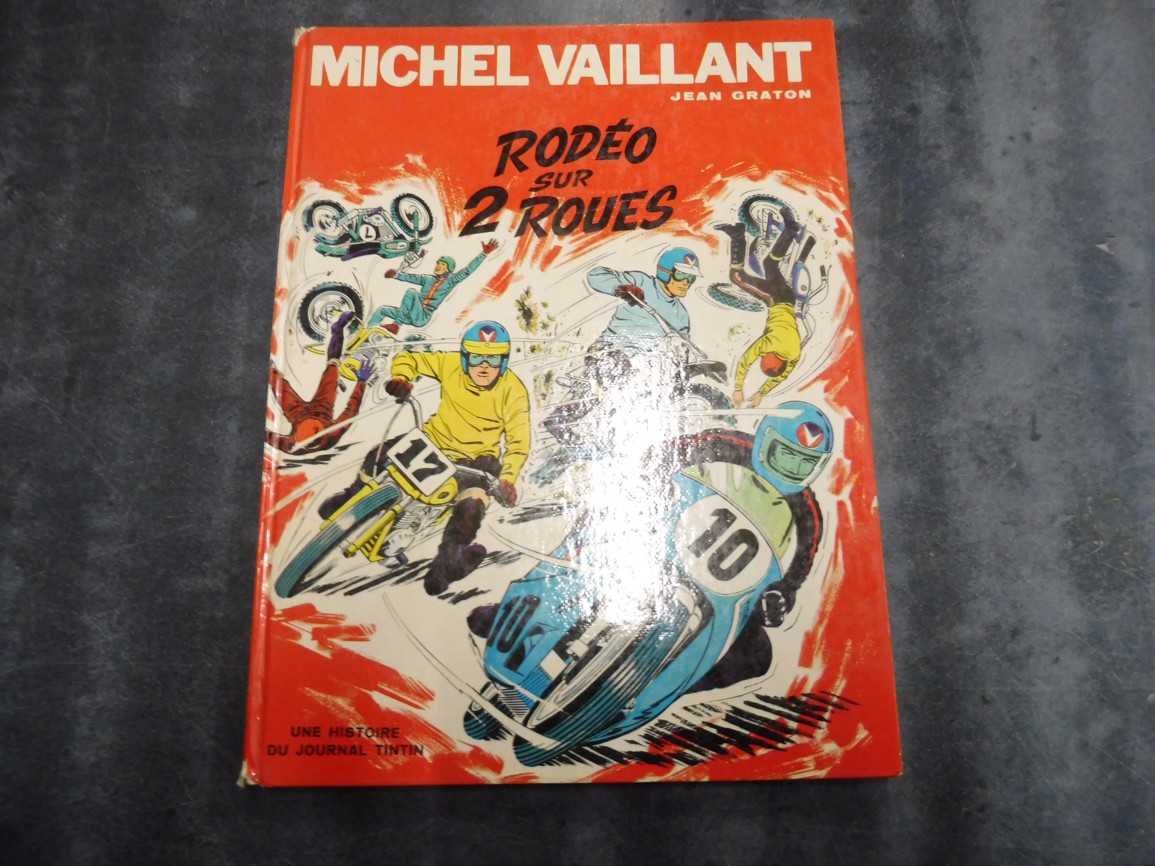 MICHEL VAILLANT
JEAN GRATON
RODÉO
SUR
2 ROUES
L
17
10
10
UNE HISTOIRE
DU JOURNAL TINTIN